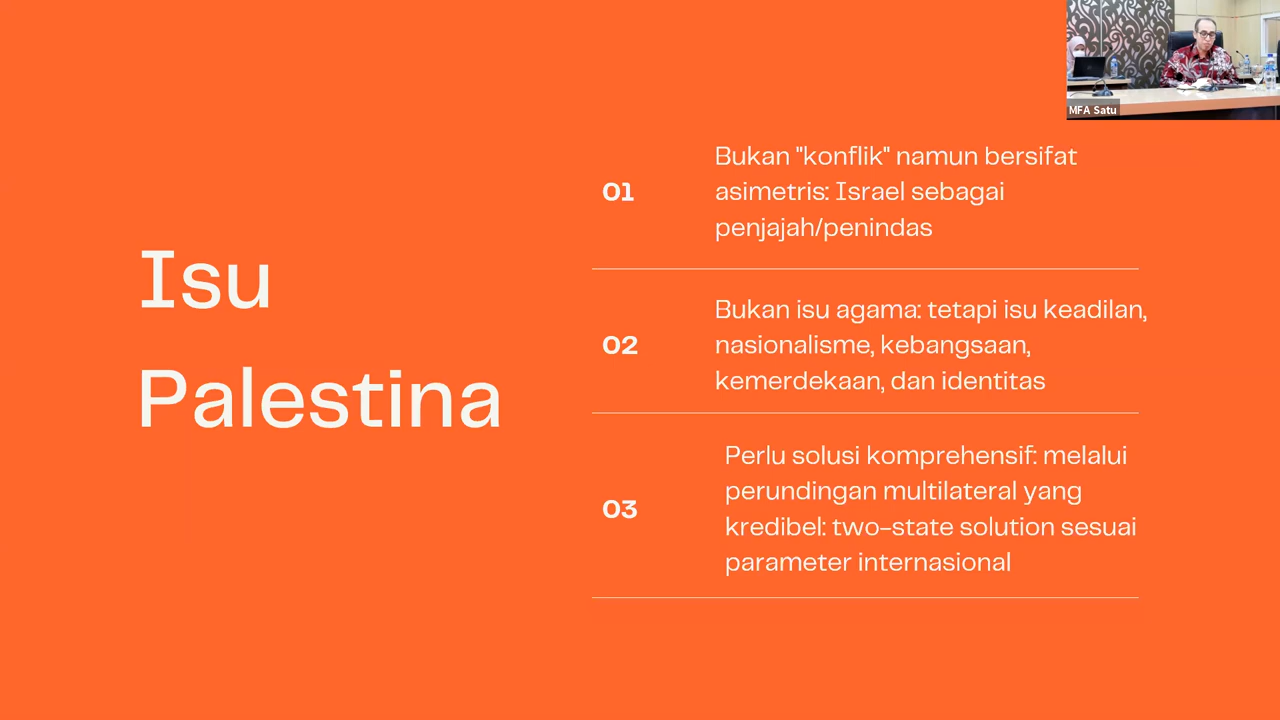 MFA Satu
Isu
Palestina
01
Bukan "konflik" namun bersifat
asimetris: Israel sebagai
penjajah/penindas
02
Bukan isu agama: tetapi isu keadilan,
nasionalisme, kebangsaan,
kemerdekaan, dan identitas
03
Perlu solusi komprehensif: melalui
perundingan multilateral yang
kredibel: two-state solution sesuai
parameter internasional